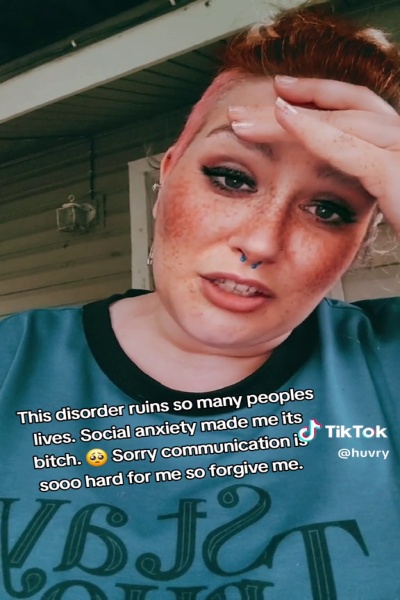 This disorder ruins so many peoples
lives. Social anxiety made me its
bitch. 🥺 Sorry communication is
sooo hard for me so forgive me.
TikTok
@huvry
Stay